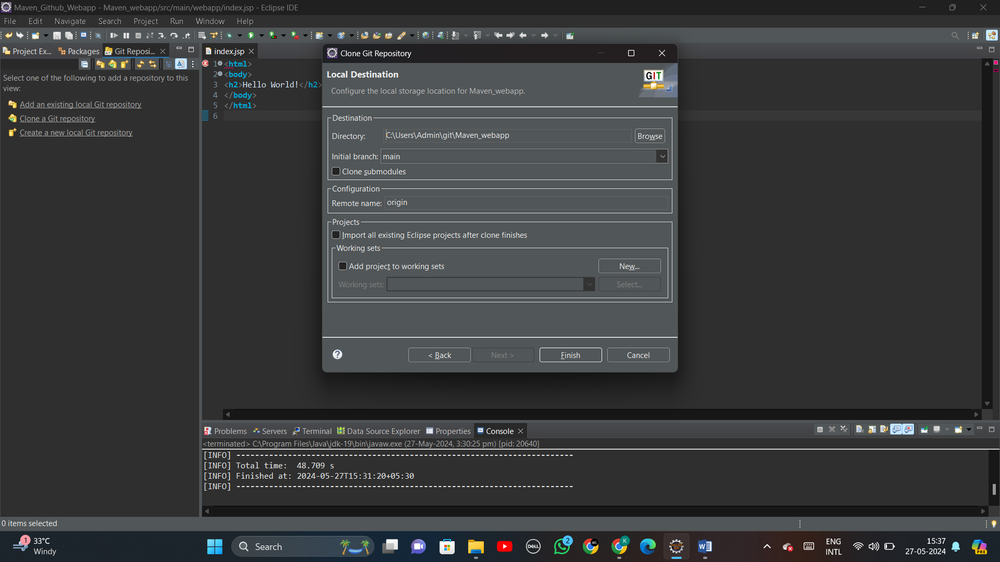 Maven_Github_Webapp - Maven_webapp/src/main/webapp/index.jsp - Eclipse IDE
File Edit Navigate Search Project Run Window Help
Project Ex... Packages Git Reposi...
Select one of the following to add a repository to this
view:
Add an existing local Git repository
Clone a Git repository
Create a new local Git repository
index.jsp
1 <html>
2 <body>
3 <h2>Hello World!</h2>
4 </body>
5 </html>
6
Clone Git Repository
Local Destination
Configure the local storage location for Maven_webapp.
GIT
Destination
Directory: C:\Users\Admin\git\Maven_webapp Browse
Initial branch: main
Clone submodules
Configuration
Remote name: origin
Projects
Import all existing Eclipse projects after clone finishes
Working sets
Add project to working sets New...
Working sets: Select...
< Back Next > Finish Cancel
Problems Servers Terminal Data Source Explorer Properties Console
<terminated> C:\Program Files\Java\jdk-19\bin\javaw.exe (27-May-2024, 3:30:25 pm) [pid: 20640]
[INFO] ------------------------------------------------------------------------
[INFO] Total time:  48.709 s
[INFO] Finished at: 2024-05-27T15:31:20+05:30
[INFO] ------------------------------------------------------------------------
0 items selected
1
33°C
Windy
Search
DELL
2
K
ENG
INTL
15:37
27-05-2024
PRE